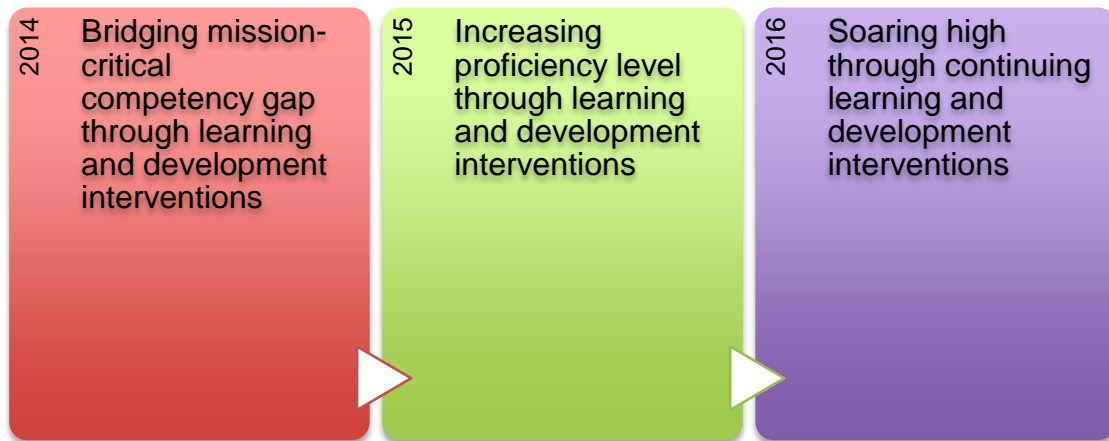 2014
Bridging mission-
critical
competency gap
through learning
and development
interventions
2015
Increasing
proficiency level
through learning
and development
interventions
2016
Soaring high
through continuing
learning and
development
interventions